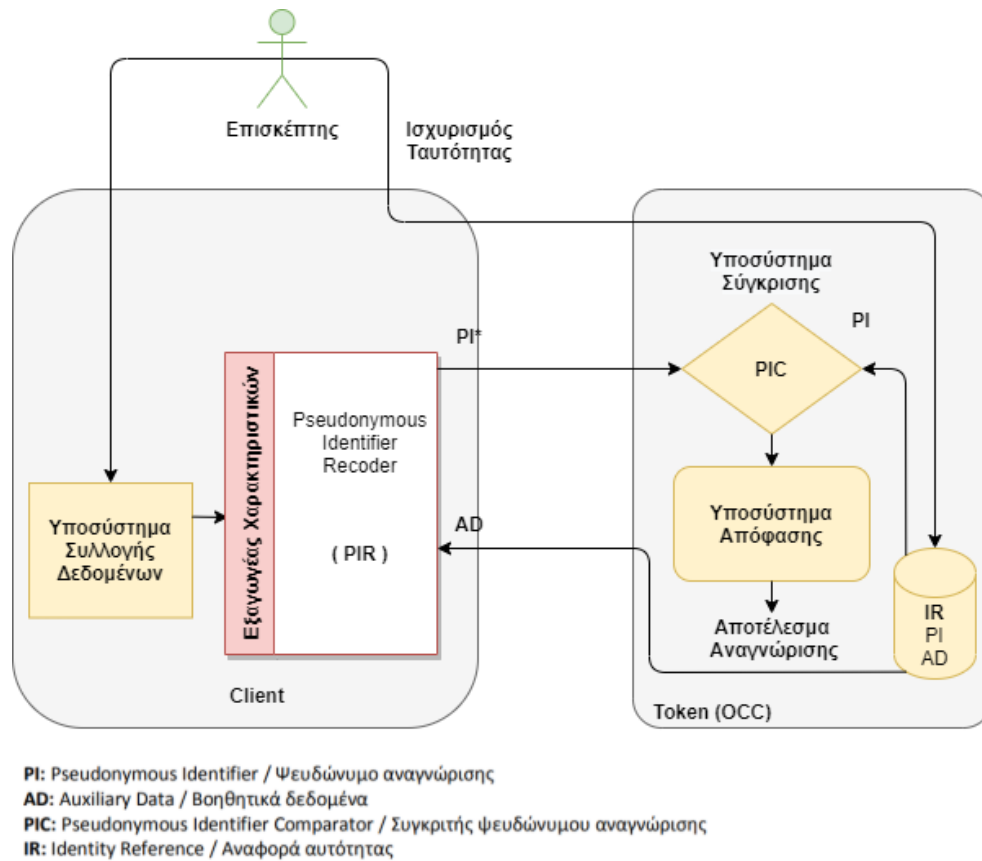 Επισκέπτης
Ισχυρισμός
Ταυτότητας
Υποσύστημα
Σύγκρισης
PI
PI*
PIC
Εξαγωγέας Χαρακτηριστικών
Pseudonymous
Identifier
Recoder
( PIR )
AD
Υποσύστημα
Συλλογής
Δεδομένων
Υποσύστημα
Απόφασης
IR
PI
AD
Αποτέλεσμα
Αναγνώρισης
Client
Token (OCC)
PI: Pseudonymous Identifier / Ψευδώνυμο αναγνώρισης
AD: Auxiliary Data / Βοηθητικά δεδομένα
PIC: Pseudonymous Identifier Comparator / Συγκριτής ψευδώνυμου αναγνώρισης
IR: Identity Reference / Αναφορά αυτότητας